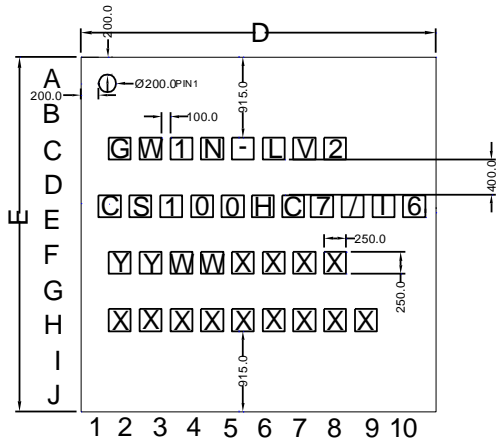 200.0
D
A
Ø200.0PIN1
200.0
915.0
B
100.0
C GW1N-LV2
D
400.0
E
E CS100HC7/I6
250.0
F YYWWXXXX
G
250.0
H XXXXXXXXX
I
915.0
J
1 2 3 4 5 6 7 8 9 10